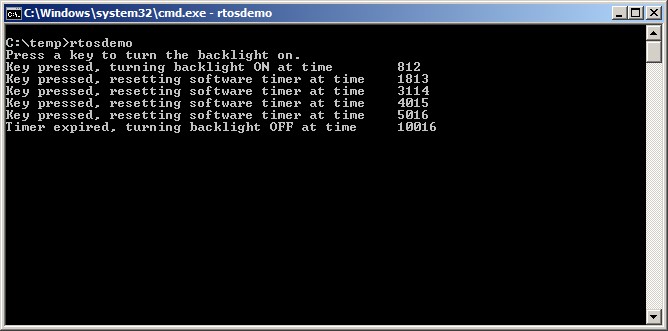 C:\Windows\system32\cmd.exe - rtosdemo
C:\temp>rtosdemo
Press a key to turn the backlight on.
Key pressed, turning backlight ON at time 812
Key pressed, resetting software timer at time 1813
Key pressed, resetting software timer at time 3114
Key pressed, resetting software timer at time 4015
Key pressed, resetting software timer at time 5016
Timer expired, turning backlight OFF at time 10016